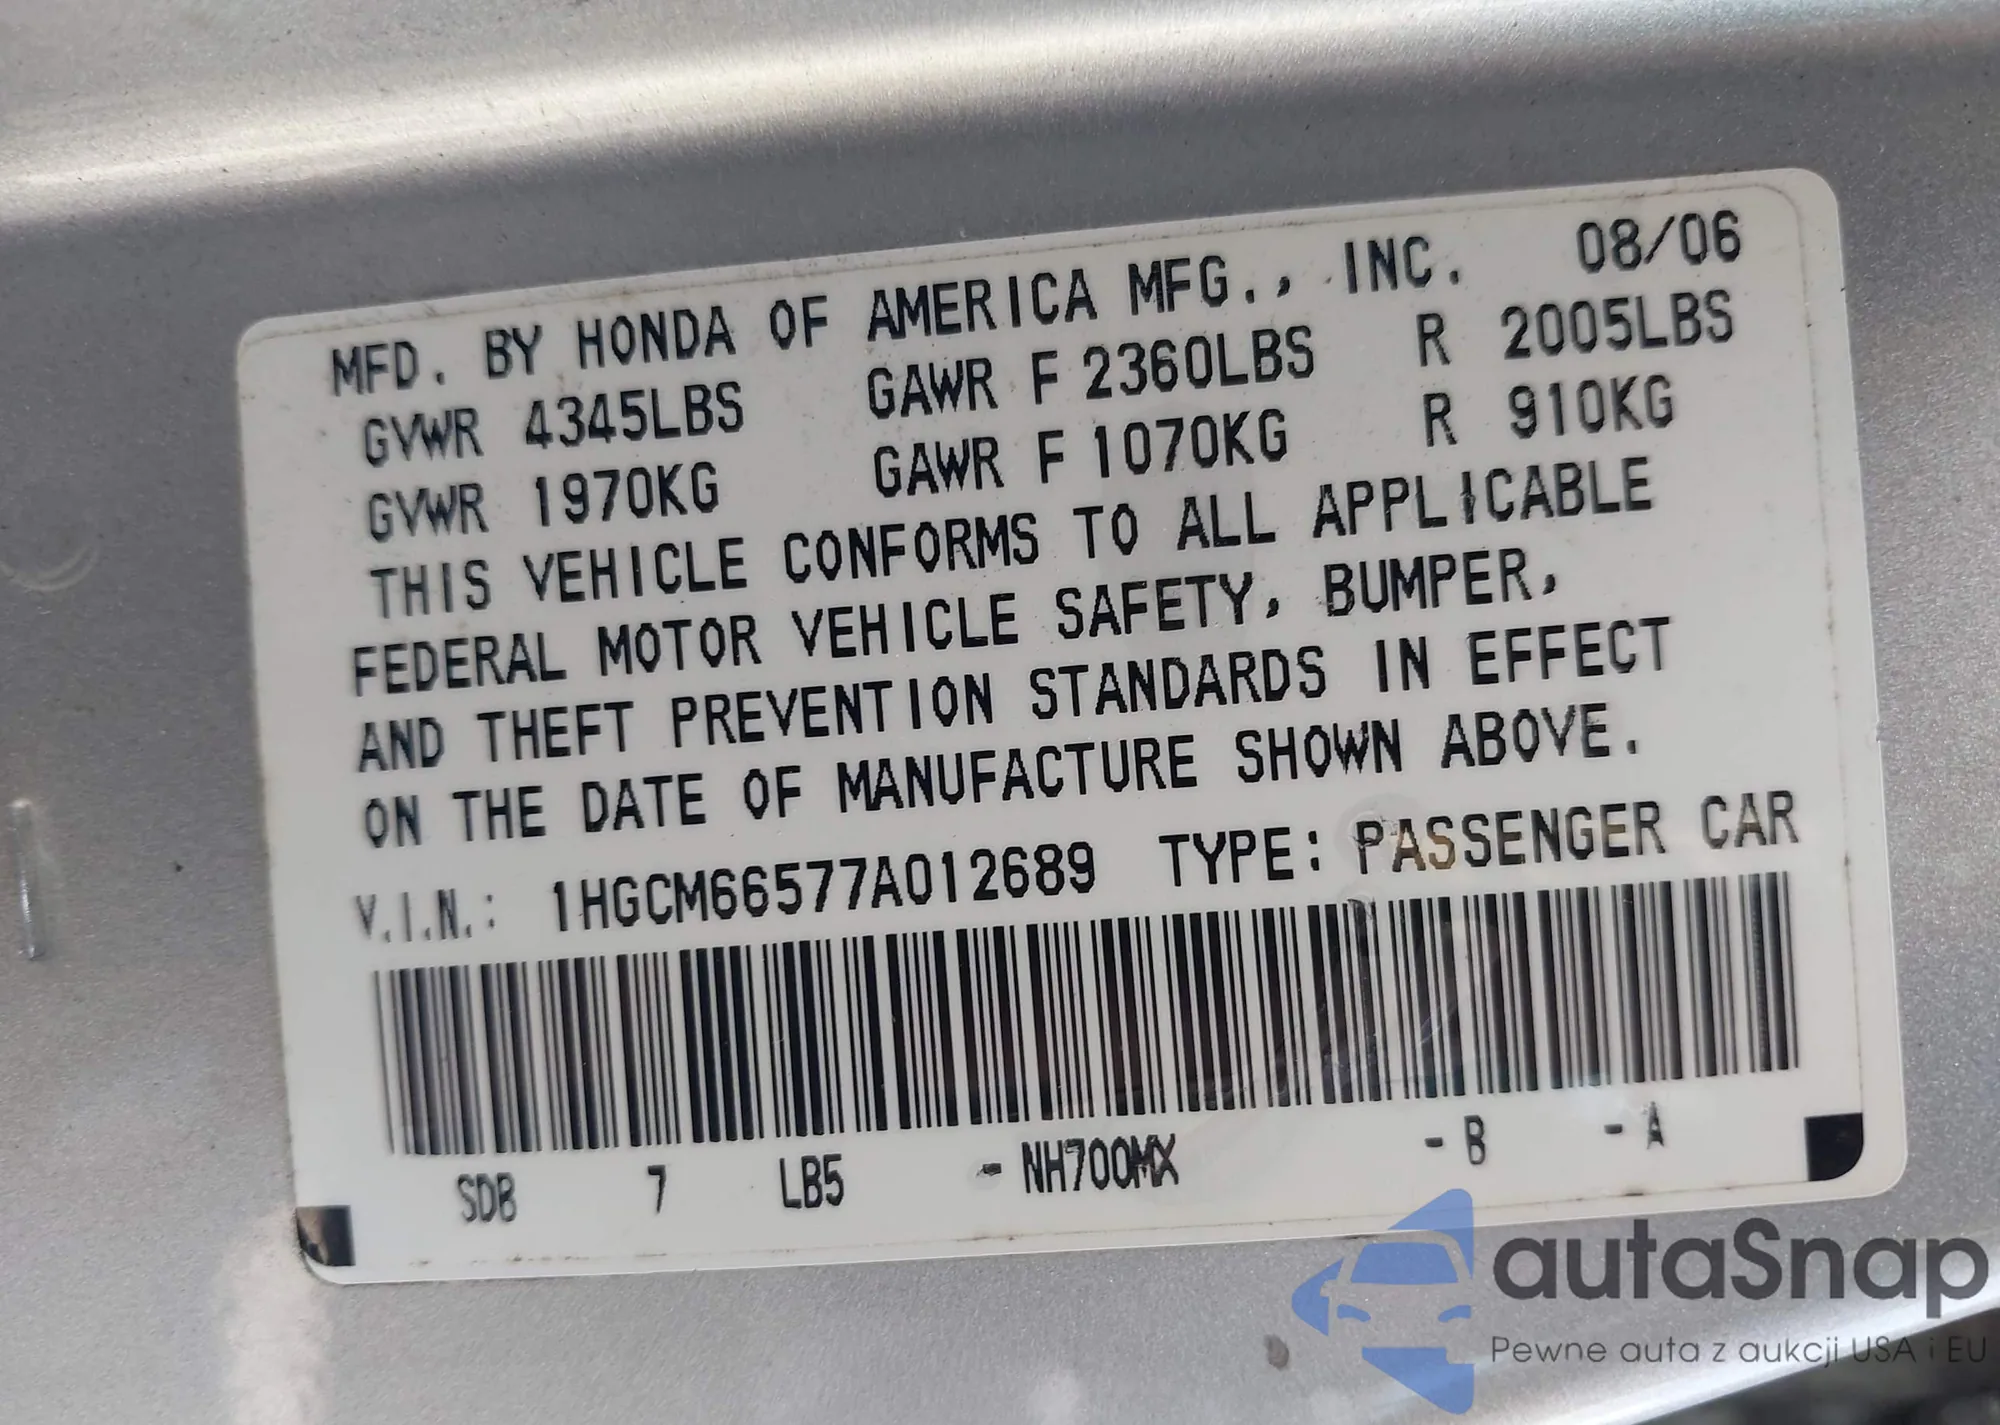 MFD. BY HONDA OF AMERICA MFG., INC. 08/06
GVWR 4345LBS GAWR F 2360LBS R 2005LBS
GVWR 1970KG GAWR F 1070KG R 910KG
THIS VEHICLE CONFORMS TO ALL APPLICABLE
FEDERAL MOTOR VEHICLE SAFETY, BUMPER,
AND THEFT PREVENTION STANDARDS IN EFFECT
ON THE DATE OF MANUFACTURE SHOWN ABOVE.
V.I.N.: 1HGCM66577A012689 TYPE: PASSENGER CAR
SDB 7 LB5 - NH700MX - B - A
autaSnap
Pewne auta z aukcji USA i EU